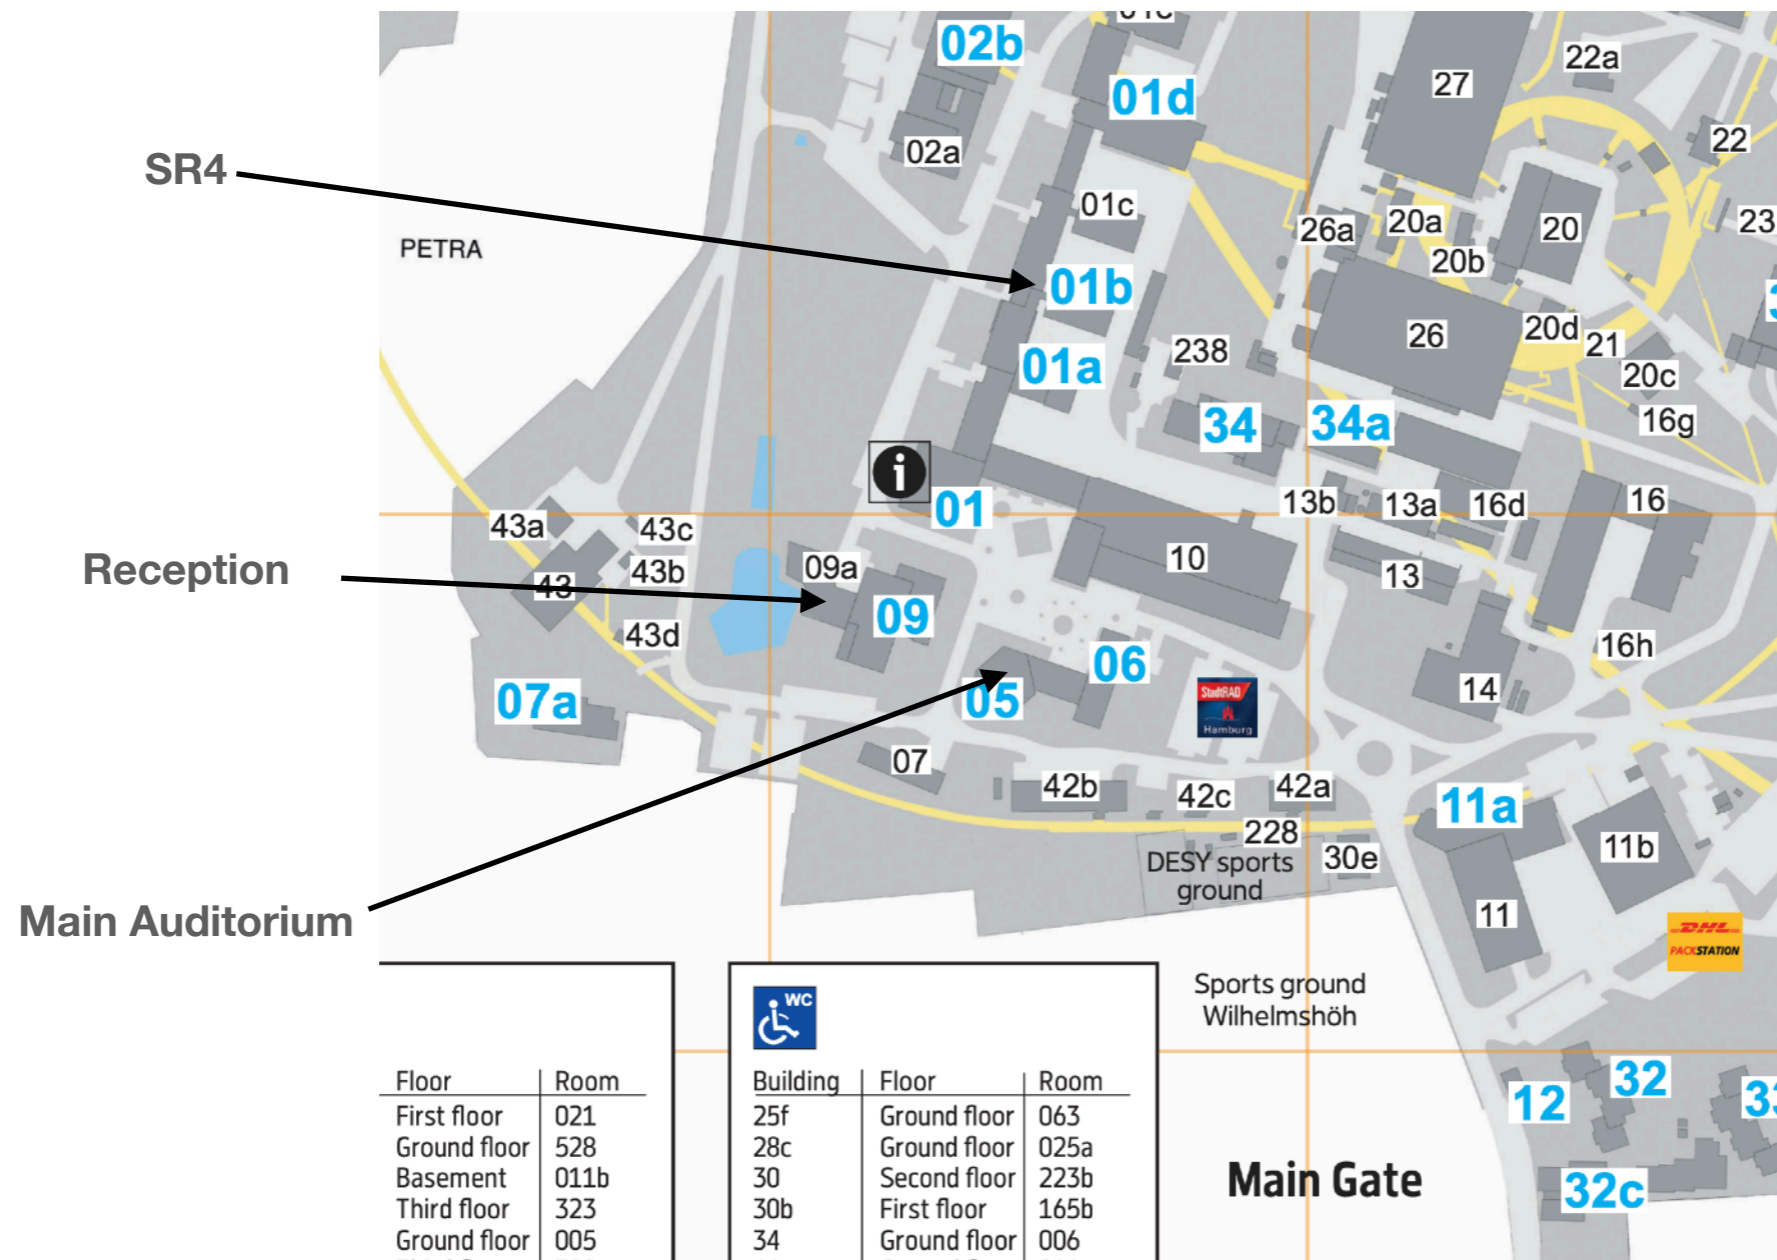 02b
01d
22a
27
02a
22
SR4
01c
26a
20a
20
23
PETRA
20b
01b
26
20d
21
238
01a
20c
34
34a
16g
i
01
13b
13a
16d
16
43a
43c
09a
10
13
Reception
43
43b
09
43d
06
16h
07a
05
StadtRAD
Hamburg
14
07
42b
42c
42a
11a
228
DESY sports
ground
30e
11b
Main Auditorium
11
DHL
PACKSTATION
Sports ground
Wilhelmshöh
WC
Floor Room
First floor 021
Ground floor 528
Basement 011b
Third floor 323
Ground floor 005
Building Floor Room
25f Ground floor 063
28c Ground floor 025a
30 Second floor 223b
30b First floor 165b
34 Ground floor 006
Main Gate
12
32
32c